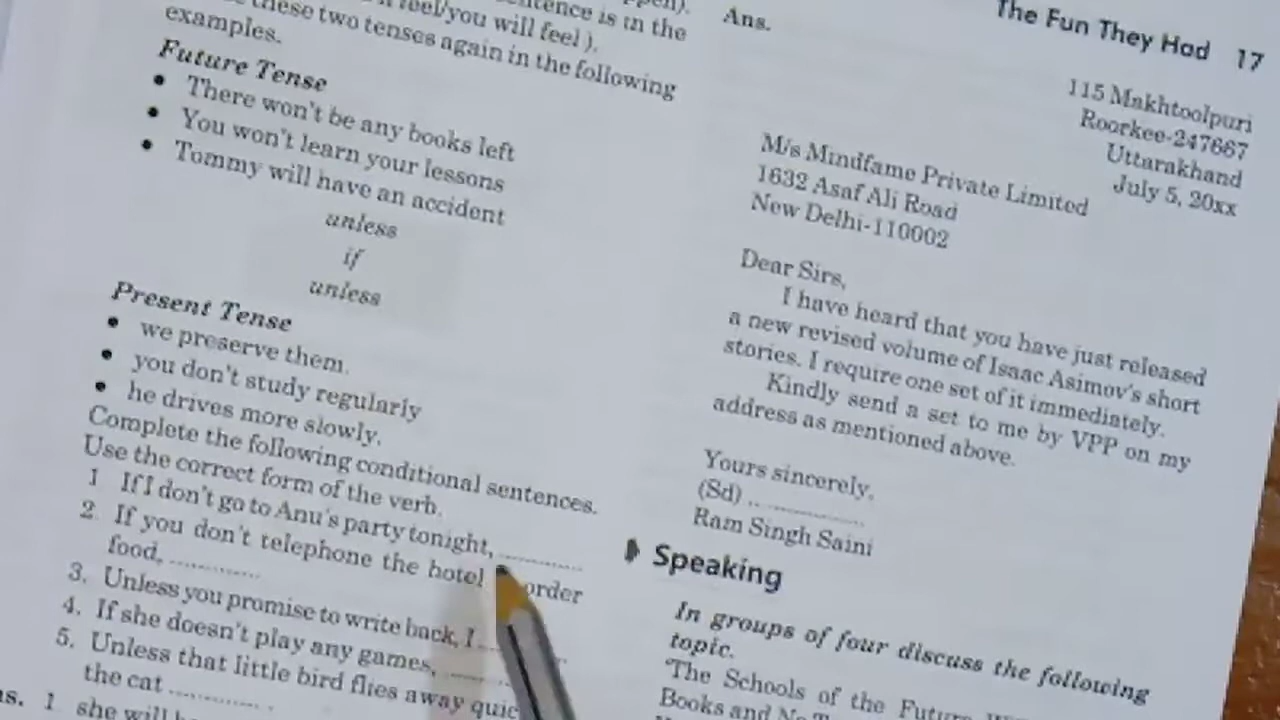 The Fun They Had 17
sentence is in the
feel/you will feel ).
these two tenses again in the following
examples.
Future Tense
• There won't be any books left
• You won't learn your lessons
• Tommy will have an accident
unless
if
unless
Present Tense
• we preserve them.
• you don't study regularly
• he drives more slowly.
Complete the following conditional sentences.
Use the correct form of the verb.
1. If I don't go to Anu's party tonight, ............
2. If you don't telephone the hotel order
food, ................
3. Unless you promise to write back, I ............
4. If she doesn't play any games, ............
5. Unless that little bird flies away
the cat ..................
1. she will
Ans.
115 Makhtoolpuri
Roorkee-247667
Uttarakhand
July 5, 20xx
M/s Mindfame Private Limited
1632 Asaf Ali Road
New Delhi-110002
Dear Sirs,
I have heard that you have just released
a new revised volume of Isaac Asimov's short
stories. I require one set of it immediately.
Kindly send a set to me by VPP on my
address as mentioned above.
Yours sincerely,
(Sd) ....................
Ram Singh Saini
Speaking
In groups of four discuss the following
topic.
'The Schools of the Future
Books and